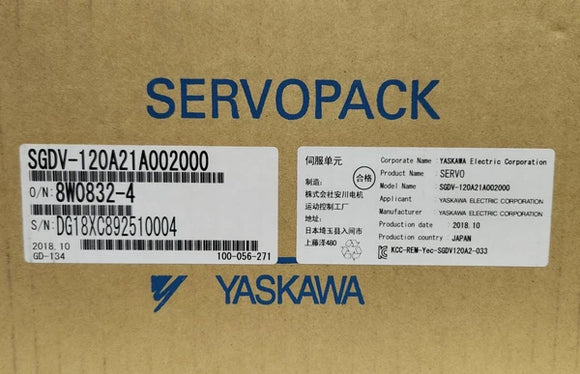 SERVOPACK
SGDV-120A21A002000
O/N: 8W0832-4
S/N: DG18XC892510004
2018.10
GD-134
100-056-271
伺服单元
合格
制造:
株式会社安川电机
运动控制工厂
地址:
日本埼玉县入间市
上藤泽480
Corporate Name : YASKAWA Electric Corporation
Product Name : SERVO
Model Name : SGDV-120A21A002000
Applicant : YASKAWA ELECTRIC CORPORATION
Manufacturer : YASKAWA ELECTRIC CORPORATION
Production date : 2018.10
Production country : JAPAN
KCC-REM-Yec-SGDV120A2-033
YASKAWA